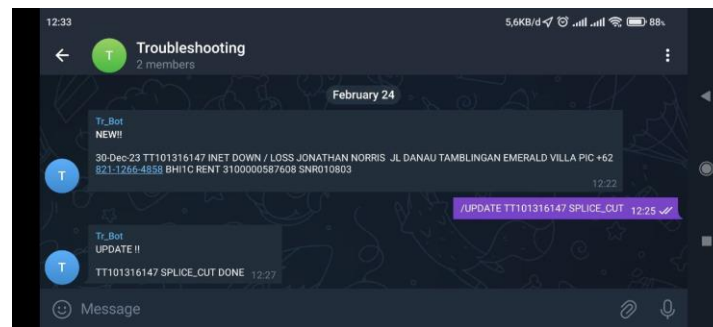 12:33 5,6KB/d 88%
T Troubleshooting
2 members
February 24
Tr_Bot
NEW!!
30-Dec-23 TT101316147 INET DOWN / LOSS JONATHAN NORRIS JL DANAU TAMBLINGAN EMERALD VILLA PIC +62
821-1266-4858 BHI1C RENT 3100000587608 SNR010803
T
12:22
/UPDATE TT101316147 SPLICE_CUT 12:25
Tr_Bot
UPDATE !!
T
TT101316147 SPLICE_CUT DONE 12:27
Message